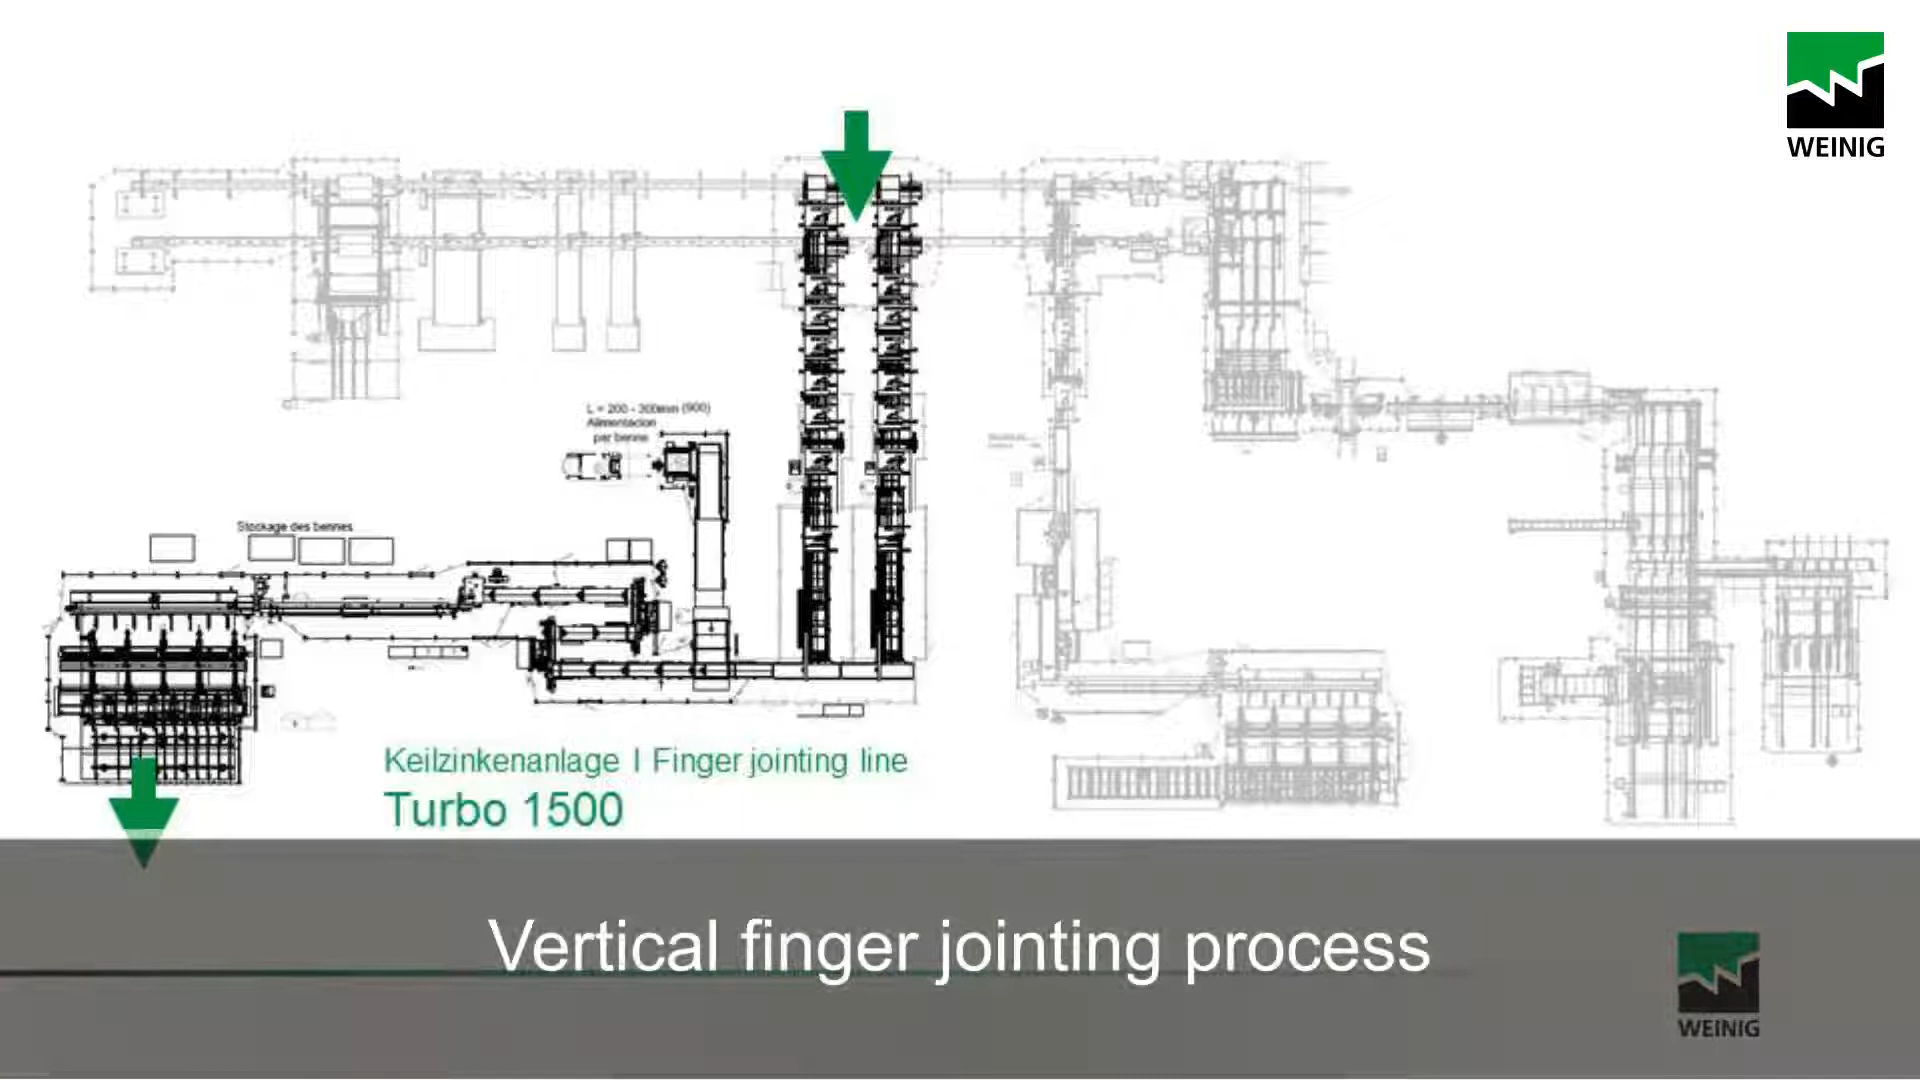 WEINIG
L = 200 - 300mm (900)
Alimentacion
par benne
Stockage des bennes
Keilzinkenanlage I Finger jointing line
Turbo 1500
Vertical finger jointing process
WEINIG